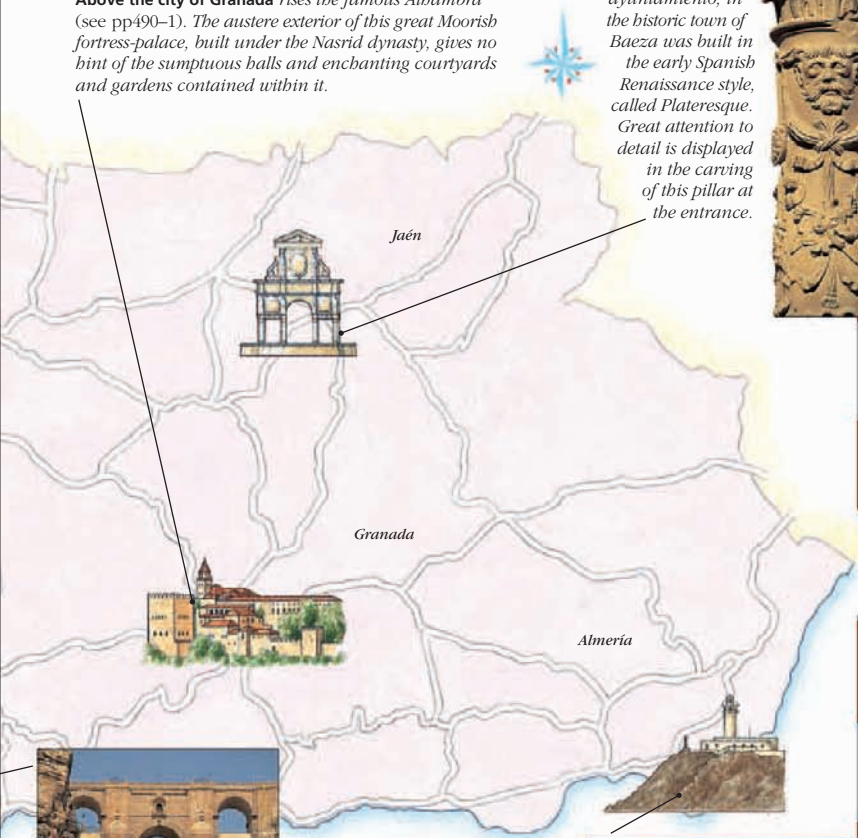 Above the city of Granada rises the famous Alhambra
(see pp490–1). The austere exterior of this great Moorish
fortress-palace, built under the Nasrid dynasty, gives no
hint of the sumptuous halls and enchanting courtyards
and gardens contained within it.
ayuntamiento, in
the historic town of
Baeza was built in
the early Spanish
Renaissance style,
called Plateresque.
Great attention to
detail is displayed
in the carving
of this pillar at
the entrance.
Jaén
Granada
Almería